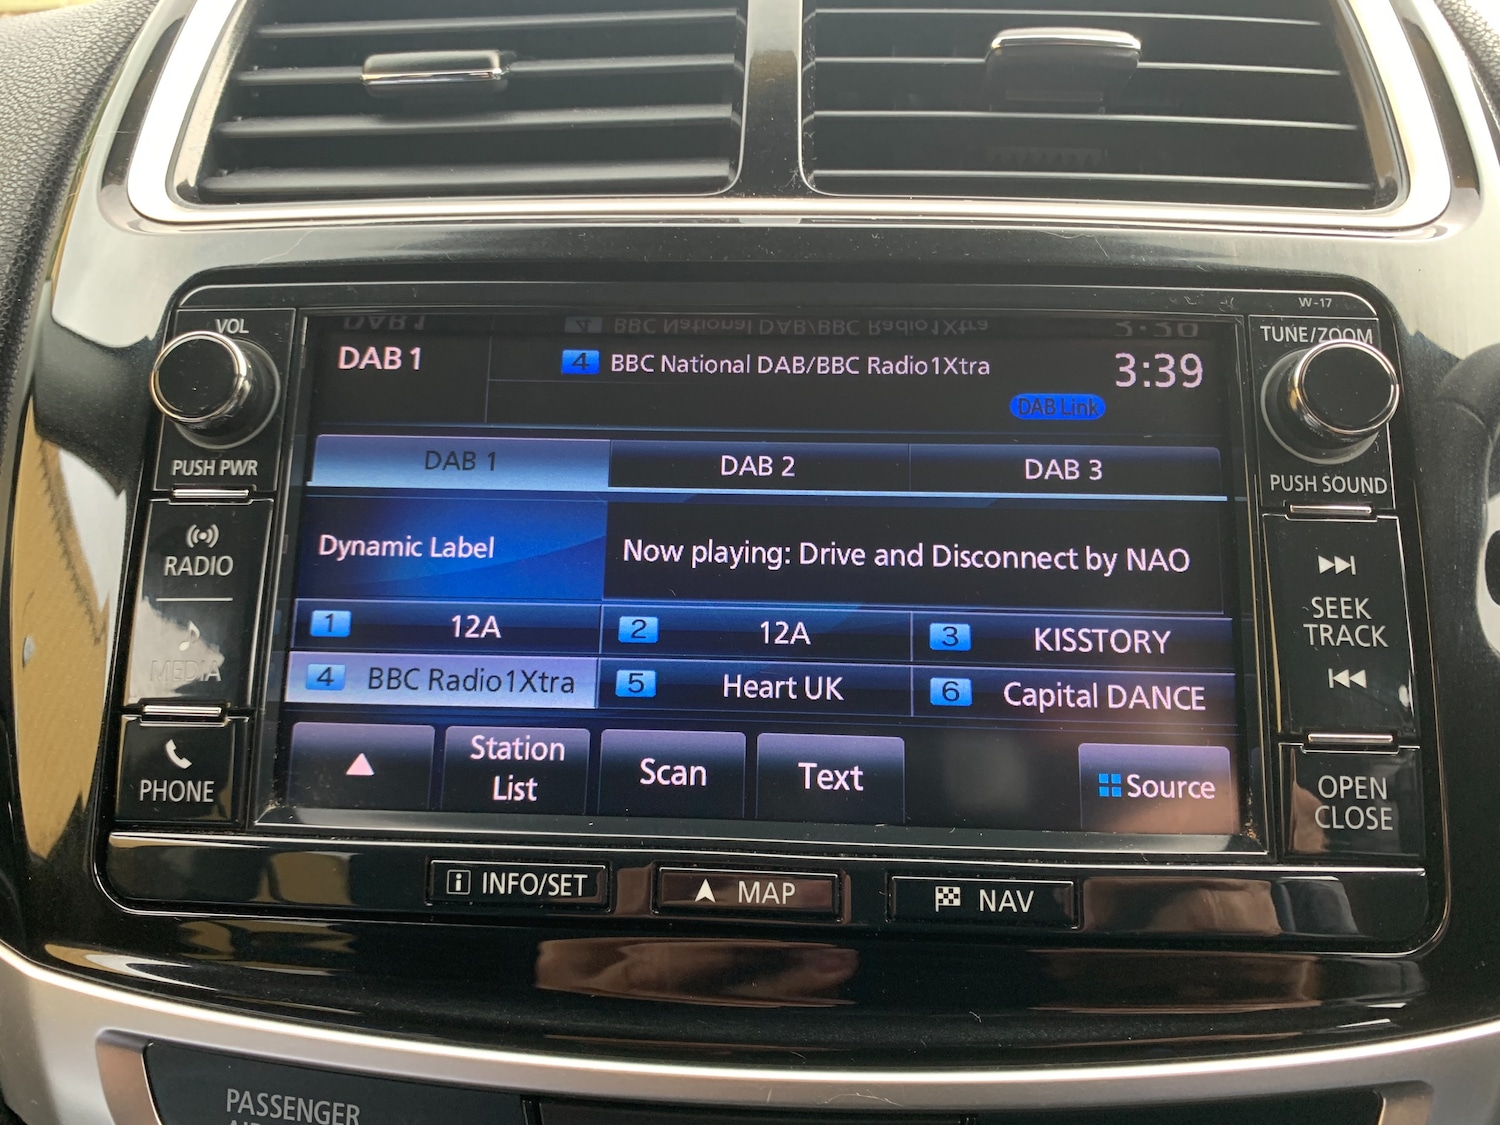 W-17
VOL
TUNE/ZOOM
DAB 1
4 BBC National DAB/BBC Radio1Xtra
3:39
DAB Link
PUSH PWR
PUSH SOUND
DAB 1
DAB 2
DAB 3
RADIO
Dynamic Label
Now playing: Drive and Disconnect by NAO
SEEK
TRACK
MEDIA
1 12A
2 12A
3 KISSTORY
4 BBC Radio1Xtra
5 Heart UK
6 Capital DANCE
PHONE
Station
List
Scan
Text
Source
OPEN
CLOSE
i INFO/SET
MAP
NAV
PASSENGER